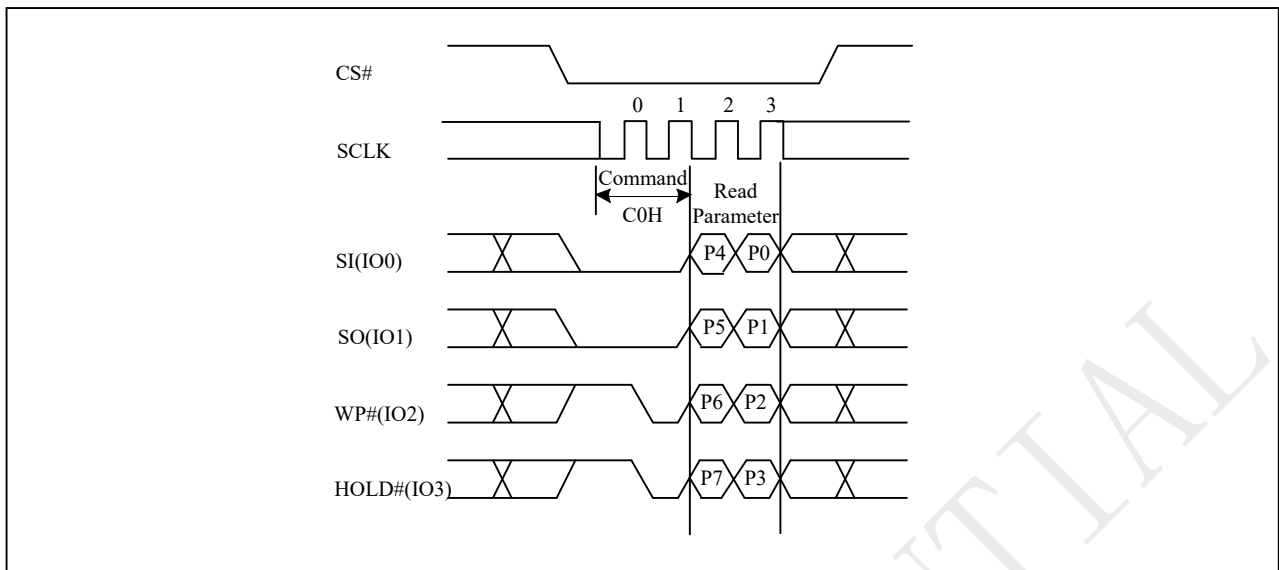 CS#
0 1 2 3
SCLK
Command
Read
C0H
Parameter
SI(IO0)
P4 P0
SO(IO1)
P5 P1
WP#(IO2)
P6 P2
HOLD#(IO3)
P7 P3
NTIAL